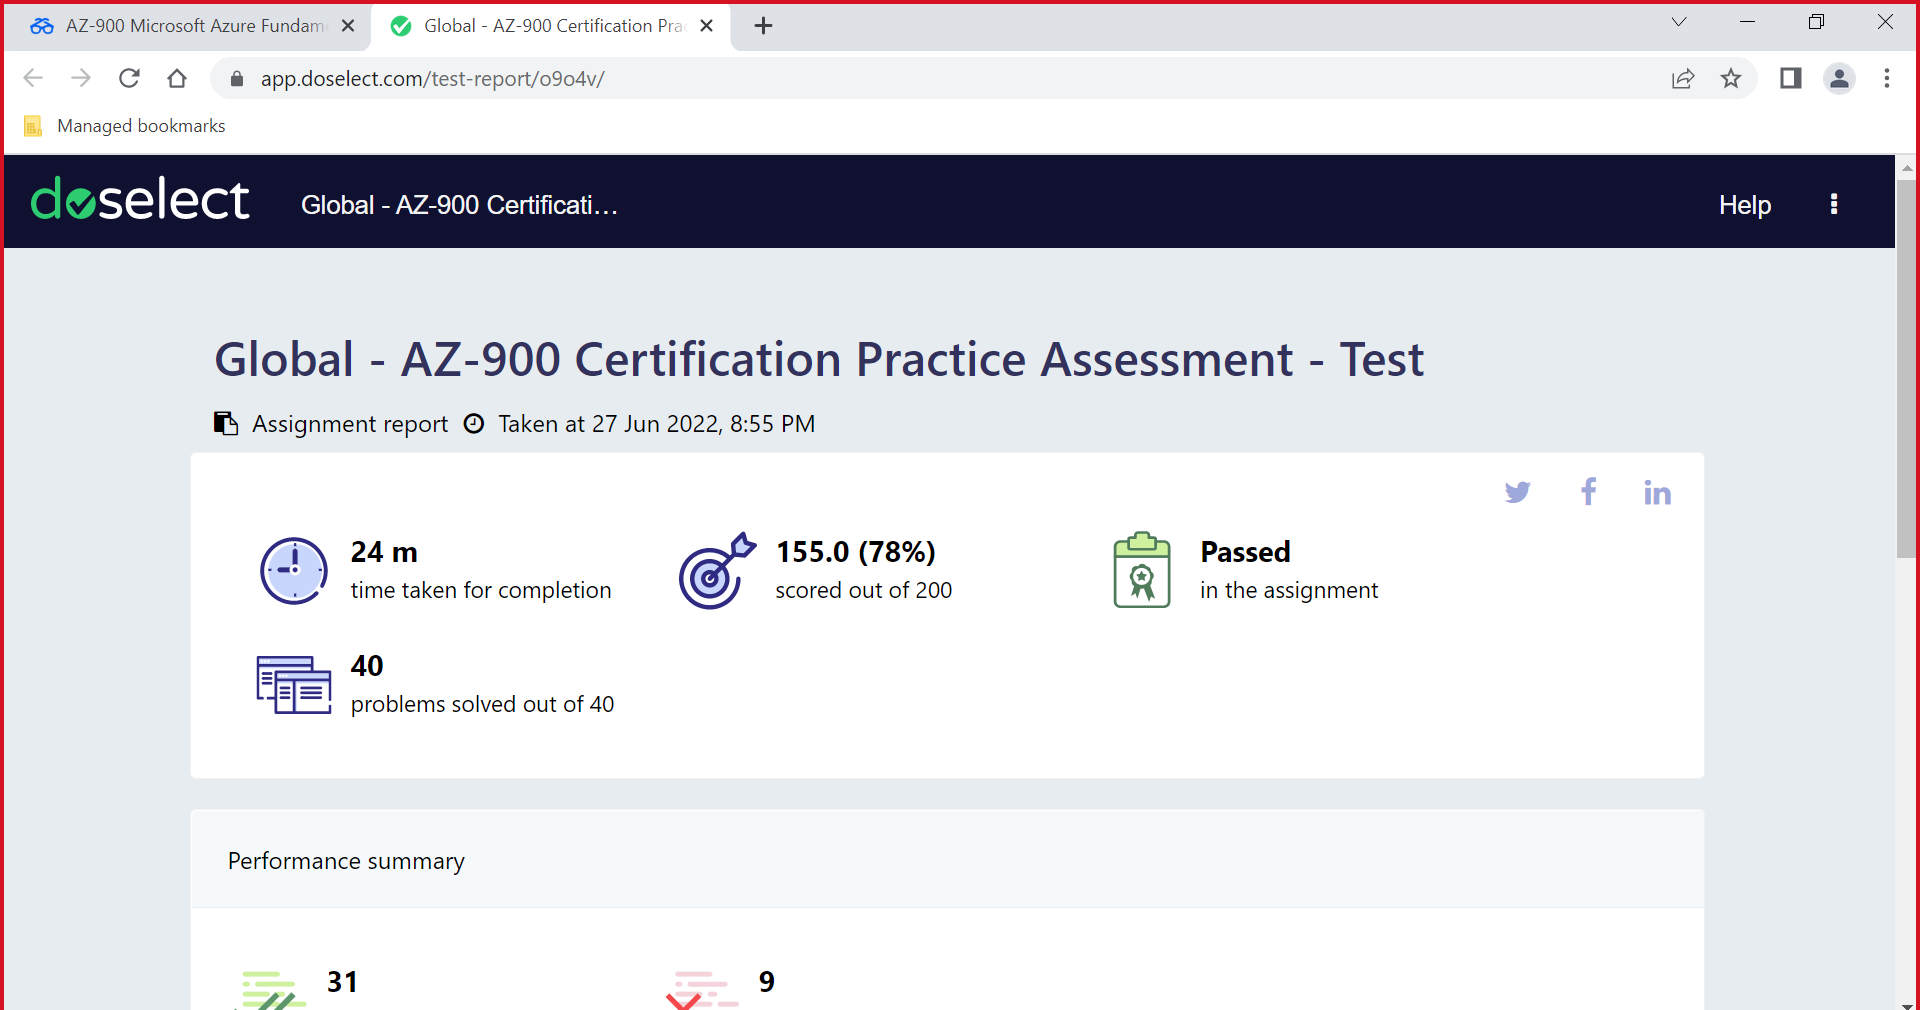 AZ-900 Microsoft Azure Fundam
Global - AZ-900 Certification Prac
app.doselect.com/test-report/o9o4v/
Managed bookmarks
doselect
Global - AZ-900 Certificati…
Help
Global - AZ-900 Certification Practice Assessment - Test
Assignment report Taken at 27 Jun 2022, 8:55 PM
24 m
time taken for completion
155.0 (78%)
scored out of 200
Passed
in the assignment
40
problems solved out of 40
Performance summary
31
9